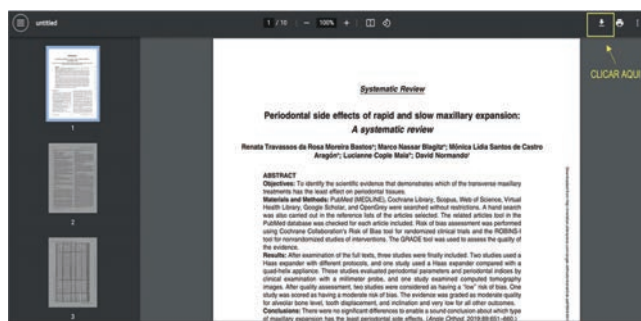 untitled
1 / 10
100%
CLICAR AQUI
1
2
3
Systematic Review
Periodontal side effects of rapid and slow maxillary expansion:
A systematic review
Renata Travassos da Rosa Moreira Bastos; Marco Nassar Blagitz; Mônica Lídia Santos de Castro
Aragón; Lucianne Cople Maia; David Normando
ABSTRACT
Objectives: To identify the scientific evidence that demonstrates which of the transverse maxillary
treatments has the least effect on periodontal tissues.
Materials and Methods: PubMed (MEDLINE), Cochrane Library, Scopus, Web of Science, Virtual
Health Library, Google Scholar, and OpenGrey were searched without restrictions. A hand search
was also carried out in the reference lists of the articles selected. The related articles tool in the
PubMed database was checked for each article included. Risk of bias assessment was performed
using Cochrane Collaboration's Risk of Bias tool for randomized clinical trials and the ROBINS-I
tool for nonrandomized studies of interventions. The GRADE tool was used to assess the quality of
the evidence.
Results: After examination of the full texts, three studies were finally included. Two studies used a
Haas expander with different protocols, and one study used a Haas expander compared with a
quad-helix appliance. These studies evaluated periodontal parameters and periodontal indices by
clinical examination with a millimeter probe, and one study examined computed tomography
images. After quality assessment, two studies were considered as having a "low" risk of bias. One
study was scored as having a moderate risk of bias. The evidence was graded as moderate quality
for alveolar bone level, tooth displacement, and inclination and very low for all other outcomes.
Conclusions: There were no significant differences to enable a sound conclusion about which type
of maxillary expansion has the least periodontal side effects. (Angle Orthod. 2019;89:651–660.)